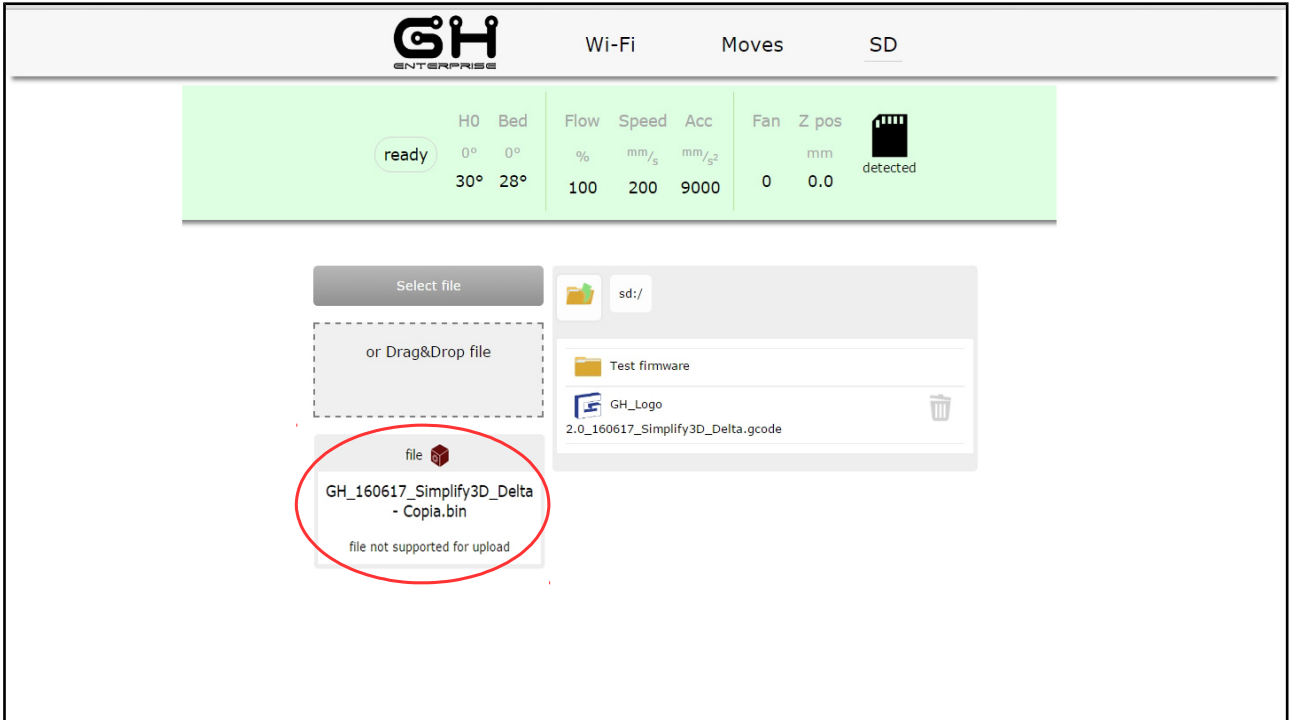 GH
ENTERPRISE
Wi-Fi Moves SD
H0 Bed Flow Speed Acc Fan Z pos
ready 0° 0° % mm/s mm/s² mm
30° 28° 100 200 9000 0 0.0
detected
Select file
or Drag&Drop file
file
GH_160617_Simplify3D_Delta
- Copia.bin
file not supported for upload
sd:/
Test firmware
GH_Logo
2.0_160617_Simplify3D_Delta.gcode